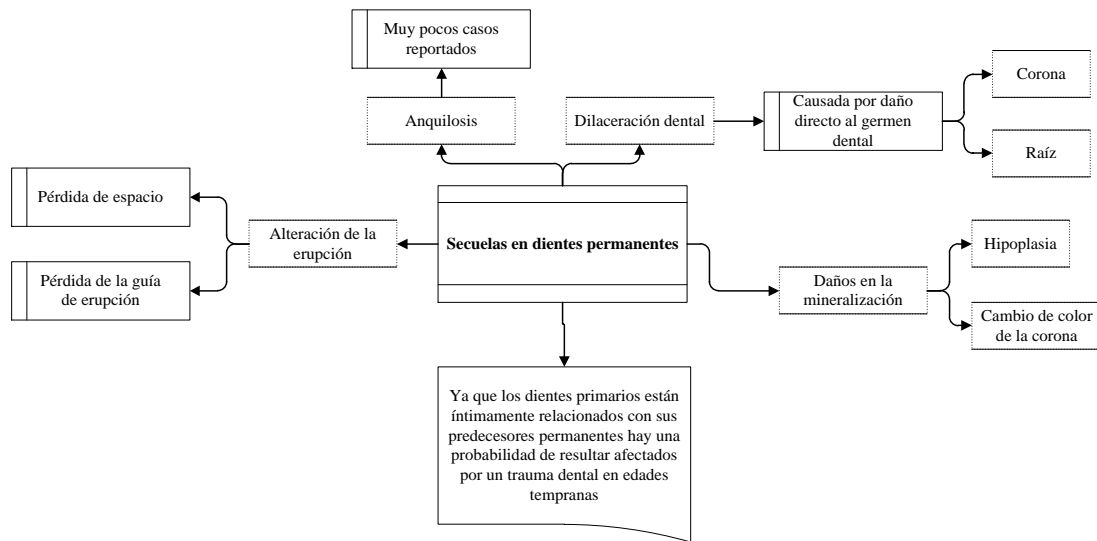 Muy pocos casos
reportados
Anquilosis
Dilaceración dental
Causada por daño
directo al germen
dental
Corona
Raíz
Pérdida de espacio
Pérdida de la guía
de erupción
Alteración de la
erupción
Secuelas en dientes permanentes
Daños en la
mineralización
Hipoplasia
Cambio de color
de la corona
Ya que los dientes primarios están
íntimamente relacionados con sus
predecesores permanentes hay una
probabilidad de resultar afectados
por un trauma dental en edades
tempranas